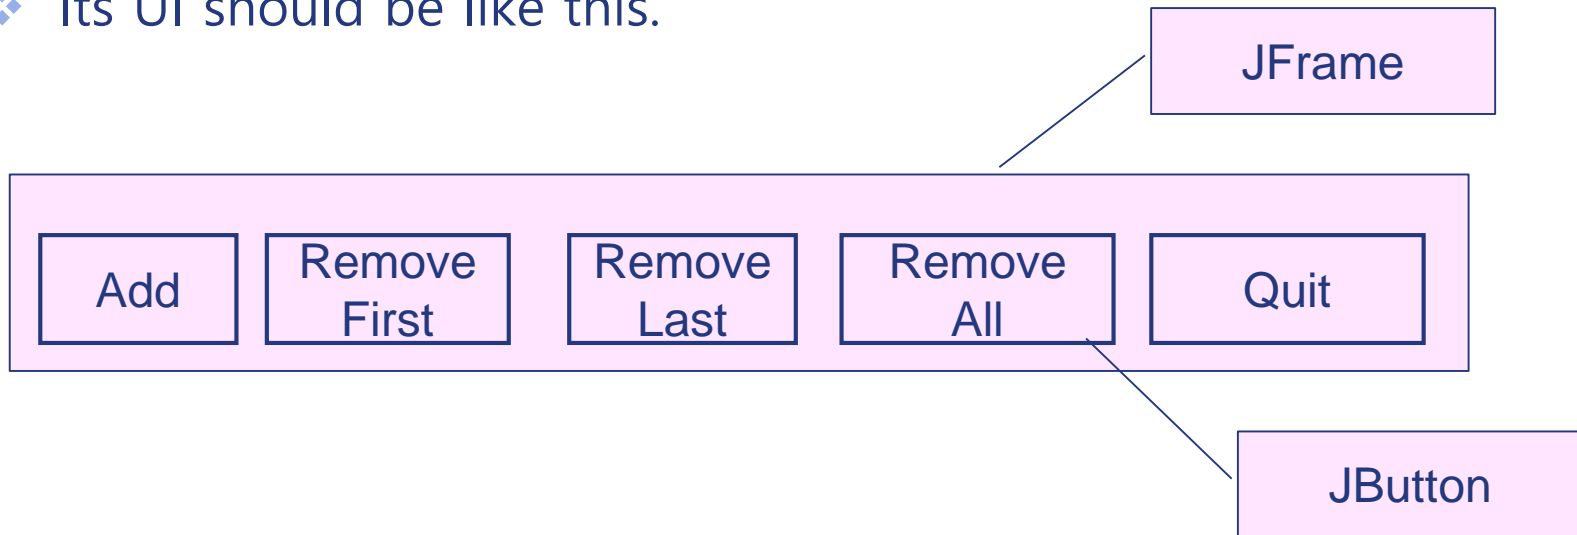 Its UI should be like this.
JFrame
Add
Remove
First
Remove
Last
Remove
All
Quit
JButton